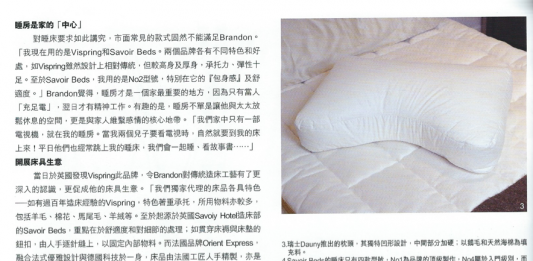 睡房是家的「中心」
對睡床要求如此講究，市面常見的款式固然不能滿足Brandon。
「我現在用的是Vispring和Savoir Beds。兩個品牌各有不同特色和好
處，如Vispring雖然設計上相對傳統，但較高身及厚身，承托力、彈性十
足。至於Savoir Beds，我用的是No2型號，特別在它的『包身感』及舒
適度。」Brandon覺得，睡房才是一個家最重要的地方，因為只有當人
「充足電」，翌日才有精神工作。有趣的是，睡房不單是讓他與太太放
鬆休息的空間，更是與家人維繫感情的核心地帶。「我們家中只有一部
電視機，就在我的睡房。當我兩個兒子要看電視時，自然就要到我的床
上來！平日他們也經常跳上我的睡床，我們會一起睡、看故事書……」
開展床具生意
當日於英國發現Vispring此品牌，令Brandon對傳統造床工藝有了更
深入的認識，更促成他的床具生意。「我們獨家代理的床品各具特色
──如有過百年造床經驗的Vispring，特色著重承托，所用物料亦較多，
包括羊毛、棉花、馬尾毛、羊絨等。至於起源於英國Savoiy Hotel造床部
的Savoir Beds，重點在於舒適度和對細節的處理；如貫穿床褥與床墊的
鈕扣，由人手逐針縫上，以固定內部物料。而法國品牌Orient Express，
融合法式優雅設計與德國科技於一身，床品由法國工匠人手精製，亦是
3
3.瑞士Dauny推出的枕頭，其獨特凹形設計，中間部分加硬；以鵝毛和天然海棉為填
充料。
4.Savoir Beds的睡床只有四款型號，No1為品牌的頂級製作，No4屬於入門級別，而